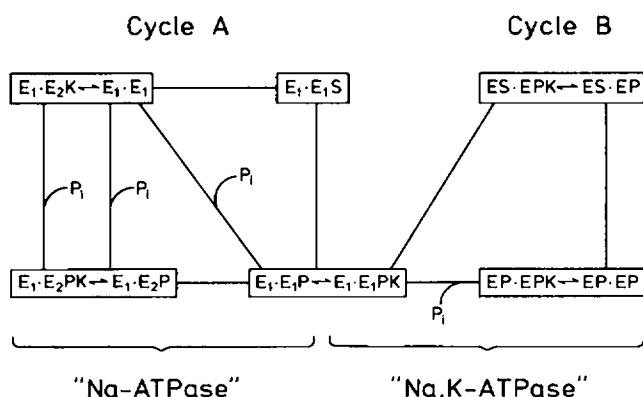 Cycle A Cycle B
E₁·E₂K⇌E₁·E₁ E₁·E₁S ES·EPK⇌ES·EP
Pᵢ Pᵢ Pᵢ
E₁·E₂PK⇌E₁·E₂P E₁·E₁P⇌E₁·E₁PK EP·EPK⇌EP·EP
Pᵢ
"Na-ATPase" "Na,K-ATPase"